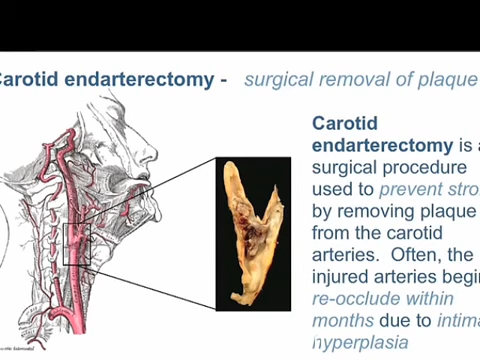 Carotid endarterectomy - surgical removal of plaque
Carotid
endarterectomy is a
surgical procedure
used to prevent stro
by removing plaque
from the carotid
arteries. Often, the
injured arteries begin
re-occlude within
months due to intima
hyperplasia